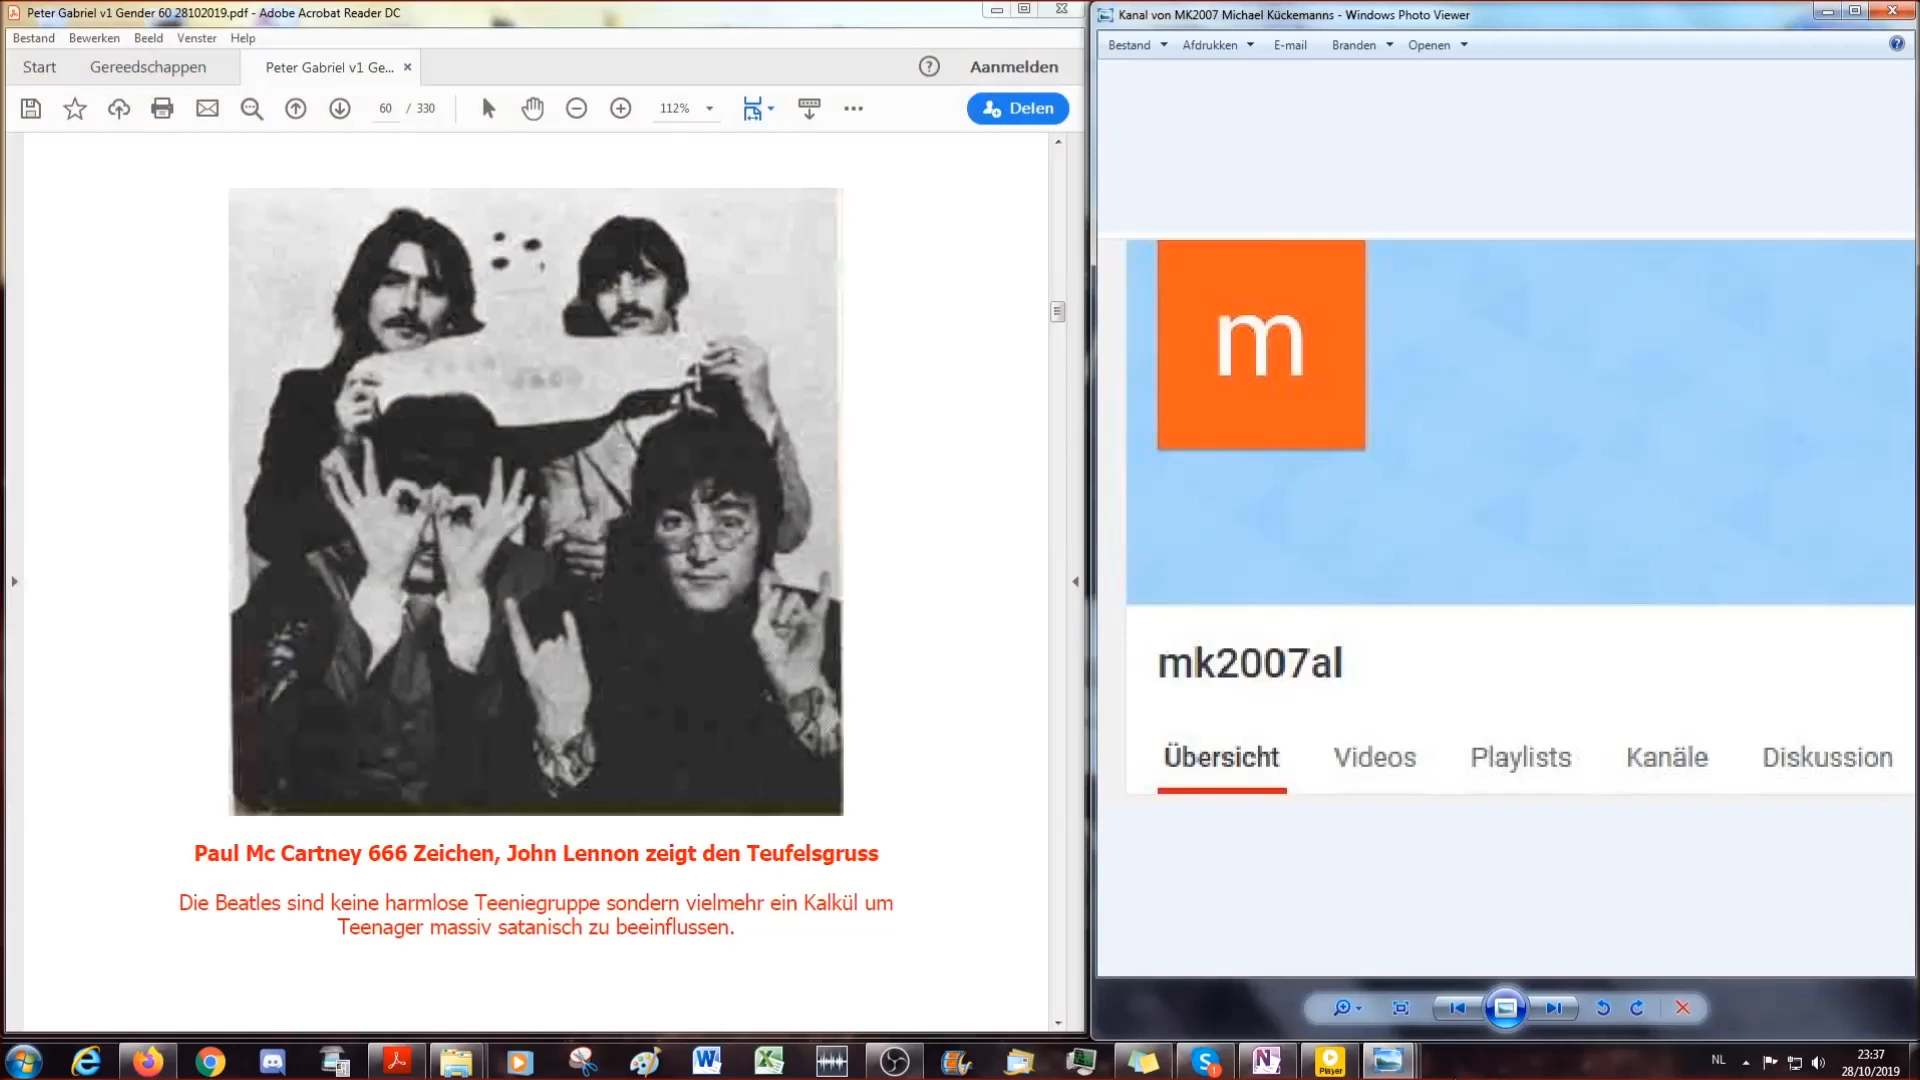 Peter Gabriel v1 Gender 60 28102019.pdf - Adobe Acrobat Reader DC
Bestand Bewerken Beeld Venster Help
Start Gereedschappen Peter Gabriel v1 Ge... × ? Aanmelden
60 / 330 112% Delen
Paul Mc Cartney 666 Zeichen, John Lennon zeigt den Teufelsgruss
Die Beatles sind keine harmlose Teeniegruppe sondern vielmehr ein Kalkül um
Teenager massiv satanisch zu beeinflussen.
Kanal von MK2007 Michael Kückemanns - Windows Photo Viewer
Bestand Afdrukken E-mail Branden Openen
m
mk2007al
Übersicht Videos Playlists Kanäle Diskussion
Player
NL
23:37
28/10/2019